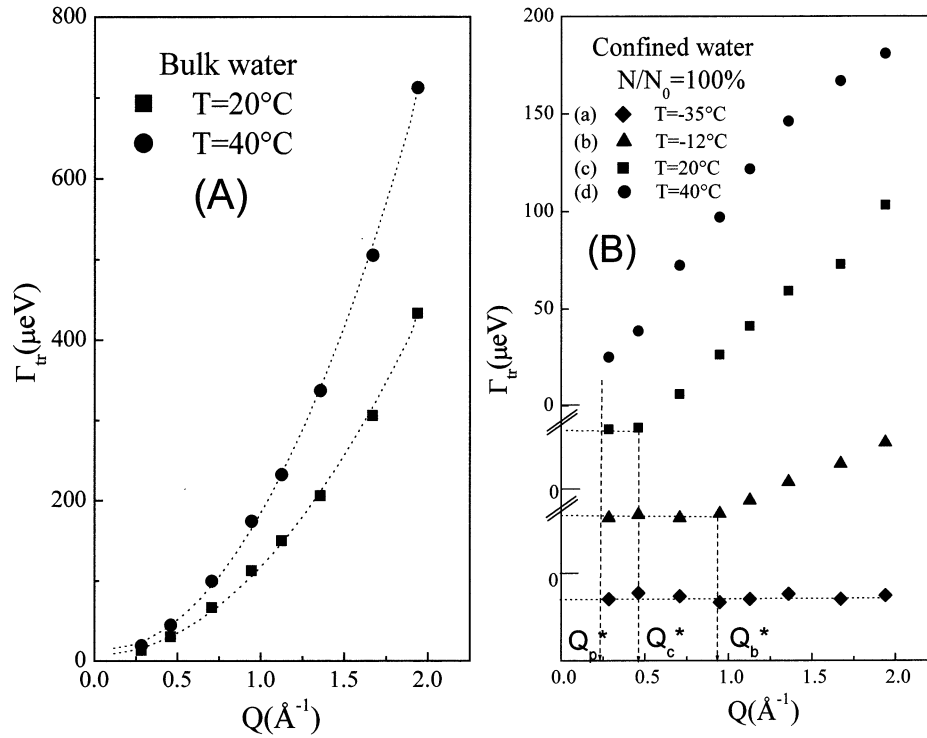 800
600
400
200
0
Γtr(μeV)
Bulk water
T=20°C
T=40°C
(A)
0.0 0.5 1.0 1.5 2.0
Q(Å-1)
200
150
100
50
0
0
0
Γtr(μeV)
Confined water
N/N0=100%
(a) T=-35°C
(b) T=-12°C
(c) T=20°C
(d) T=40°C
(B)
Qc*
Qb*
0.0 0.5 1.0 1.5 2.0
Q(Å-1)